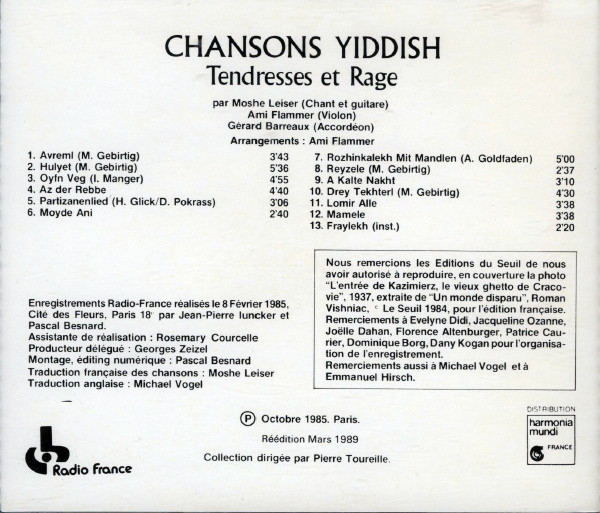 CHANSONS YIDDISH
Tendresses et Rage
par Moshe Leiser (Chant et guitare)
Ami Flammer (Violon)
Gérard Barreaux (Accordéon)
Arrangements : Ami Flammer
1. Avreml (M. Gebirtig) 3'43
2. Hulyet (M. Gebirtig) 5'36
3. Oyfn Veg (I. Manger) 4'55
4. Az der Rebbe 4'40
5. Partizanenlied (H. Glick/D. Pokrass) 3'06
6. Moyde Ani 2'40
7. Rozhinkalekh Mit Mandlen (A. Goldfaden) 5'00
8. Reyzele (M. Gebirtig) 2'37
9. A Kalte Nakht 3'10
10. Drey Tekhterl (M. Gebirtig) 4'30
11. Lomir Alle 3'38
12. Mamele 3'38
13. Fraylekh (inst.) 2'20
Enregistrements Radio-France réalisés le 8 Février 1985,
Cité des Fleurs, Paris 18e par Jean-Pierre Iuncker et
Pascal Besnard.
Assistante de réalisation : Rosemary Courcelle
Producteur délégué : Georges Zeizel
Montage, éditing numérique : Pascal Besnard
Traduction française des chansons : Moshe Leiser
Traduction anglaise : Michael Vogel
Nous remercions les Editions du Seuil de nous
avoir autorisé à reproduire, en couverture la photo
"L'entrée de Kazimierz, le vieux ghetto de Craco-
vie", 1937, extraite de "Un monde disparu", Roman
Vishniac, © Le Seuil 1984, pour l'édition française.
Remerciements à Evelyne Didi, Jacqueline Ozanne,
Joëlle Dahan, Florence Altenburger, Patrice Cau-
rier, Dominique Borg, Dany Kogan pour l'organisa-
tion de l'enregistrement.
Remerciements aussi à Michael Vogel et à
Emmanuel Hirsch.
Radio France
Ⓟ Octobre 1985. Paris.
Réédition Mars 1989
Collection dirigée par Pierre Toureille.
DISTRIBUTION
harmonia
mundi
FRANCE